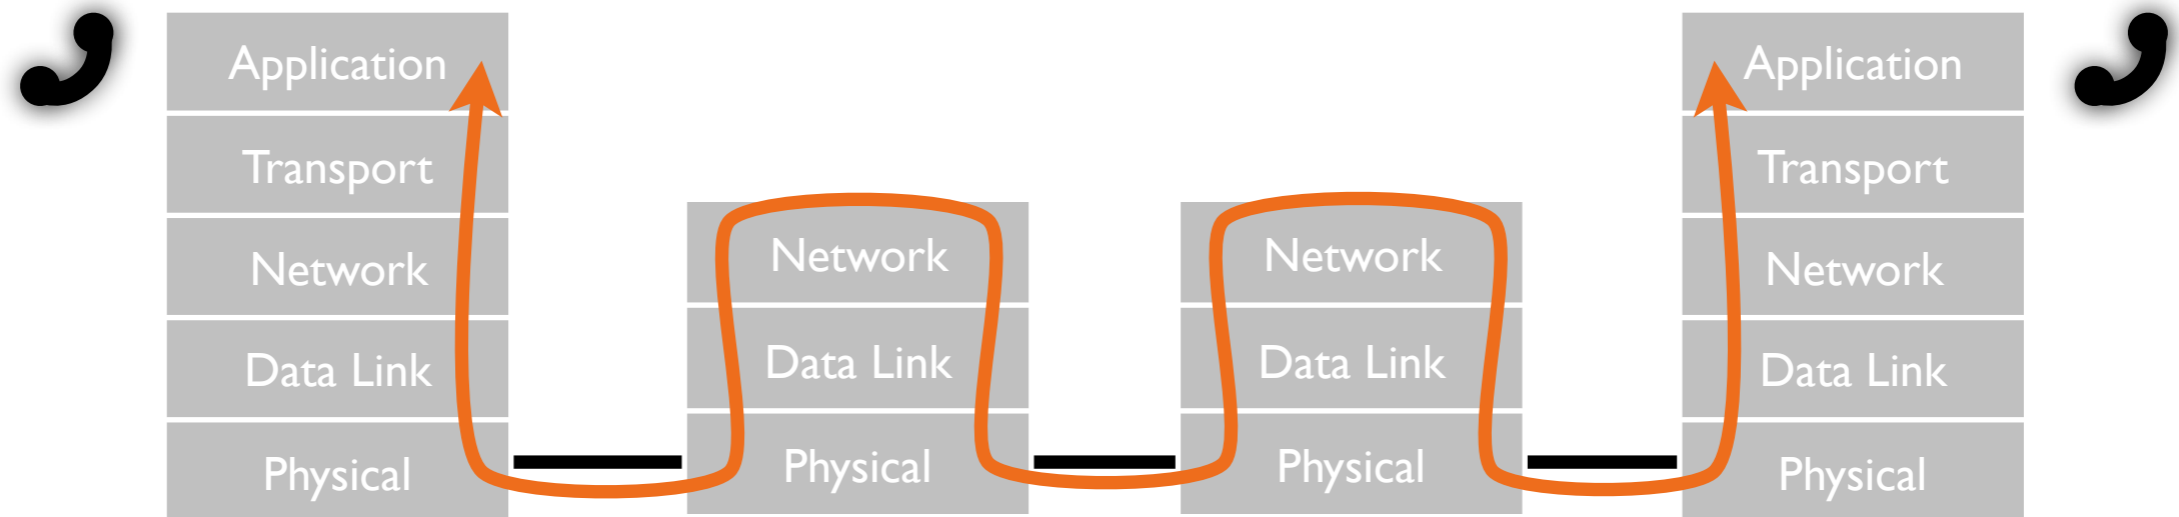 Application
Transport
Network
Data Link
Physical
Network
Data Link
Physical
Network
Data Link
Physical
Application
Transport
Network
Data Link
Physical